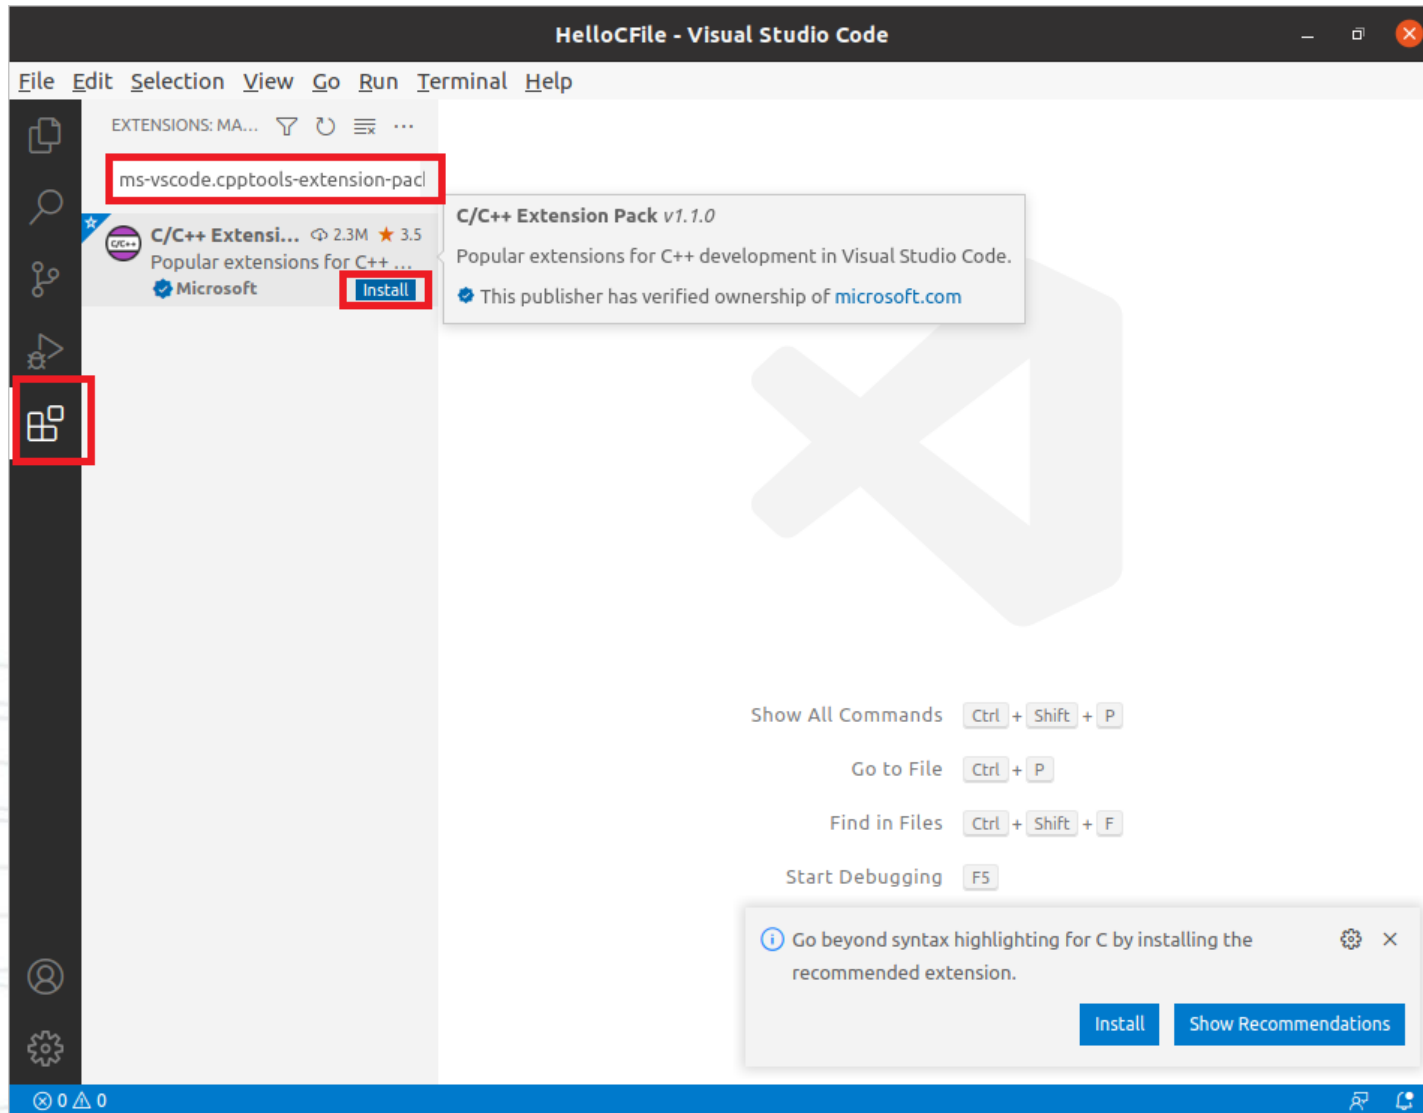 HelloCFile - Visual Studio Code
File Edit Selection View Go Run Terminal Help
EXTENSIONS: MA...
ms-vscode.cpptools-extension-pacl
C/C++ Extensi... 2.3M ★ 3.5
Popular extensions for C++ ...
Microsoft Install
C/C++
C/C++ Extension Pack v1.1.0
Popular extensions for C++ development in Visual Studio Code.
This publisher has verified ownership of microsoft.com
Show All Commands Ctrl + Shift + P
Go to File Ctrl + P
Find in Files Ctrl + Shift + F
Start Debugging F5
Go beyond syntax highlighting for C by installing the
recommended extension.
Install Show Recommendations
0 0